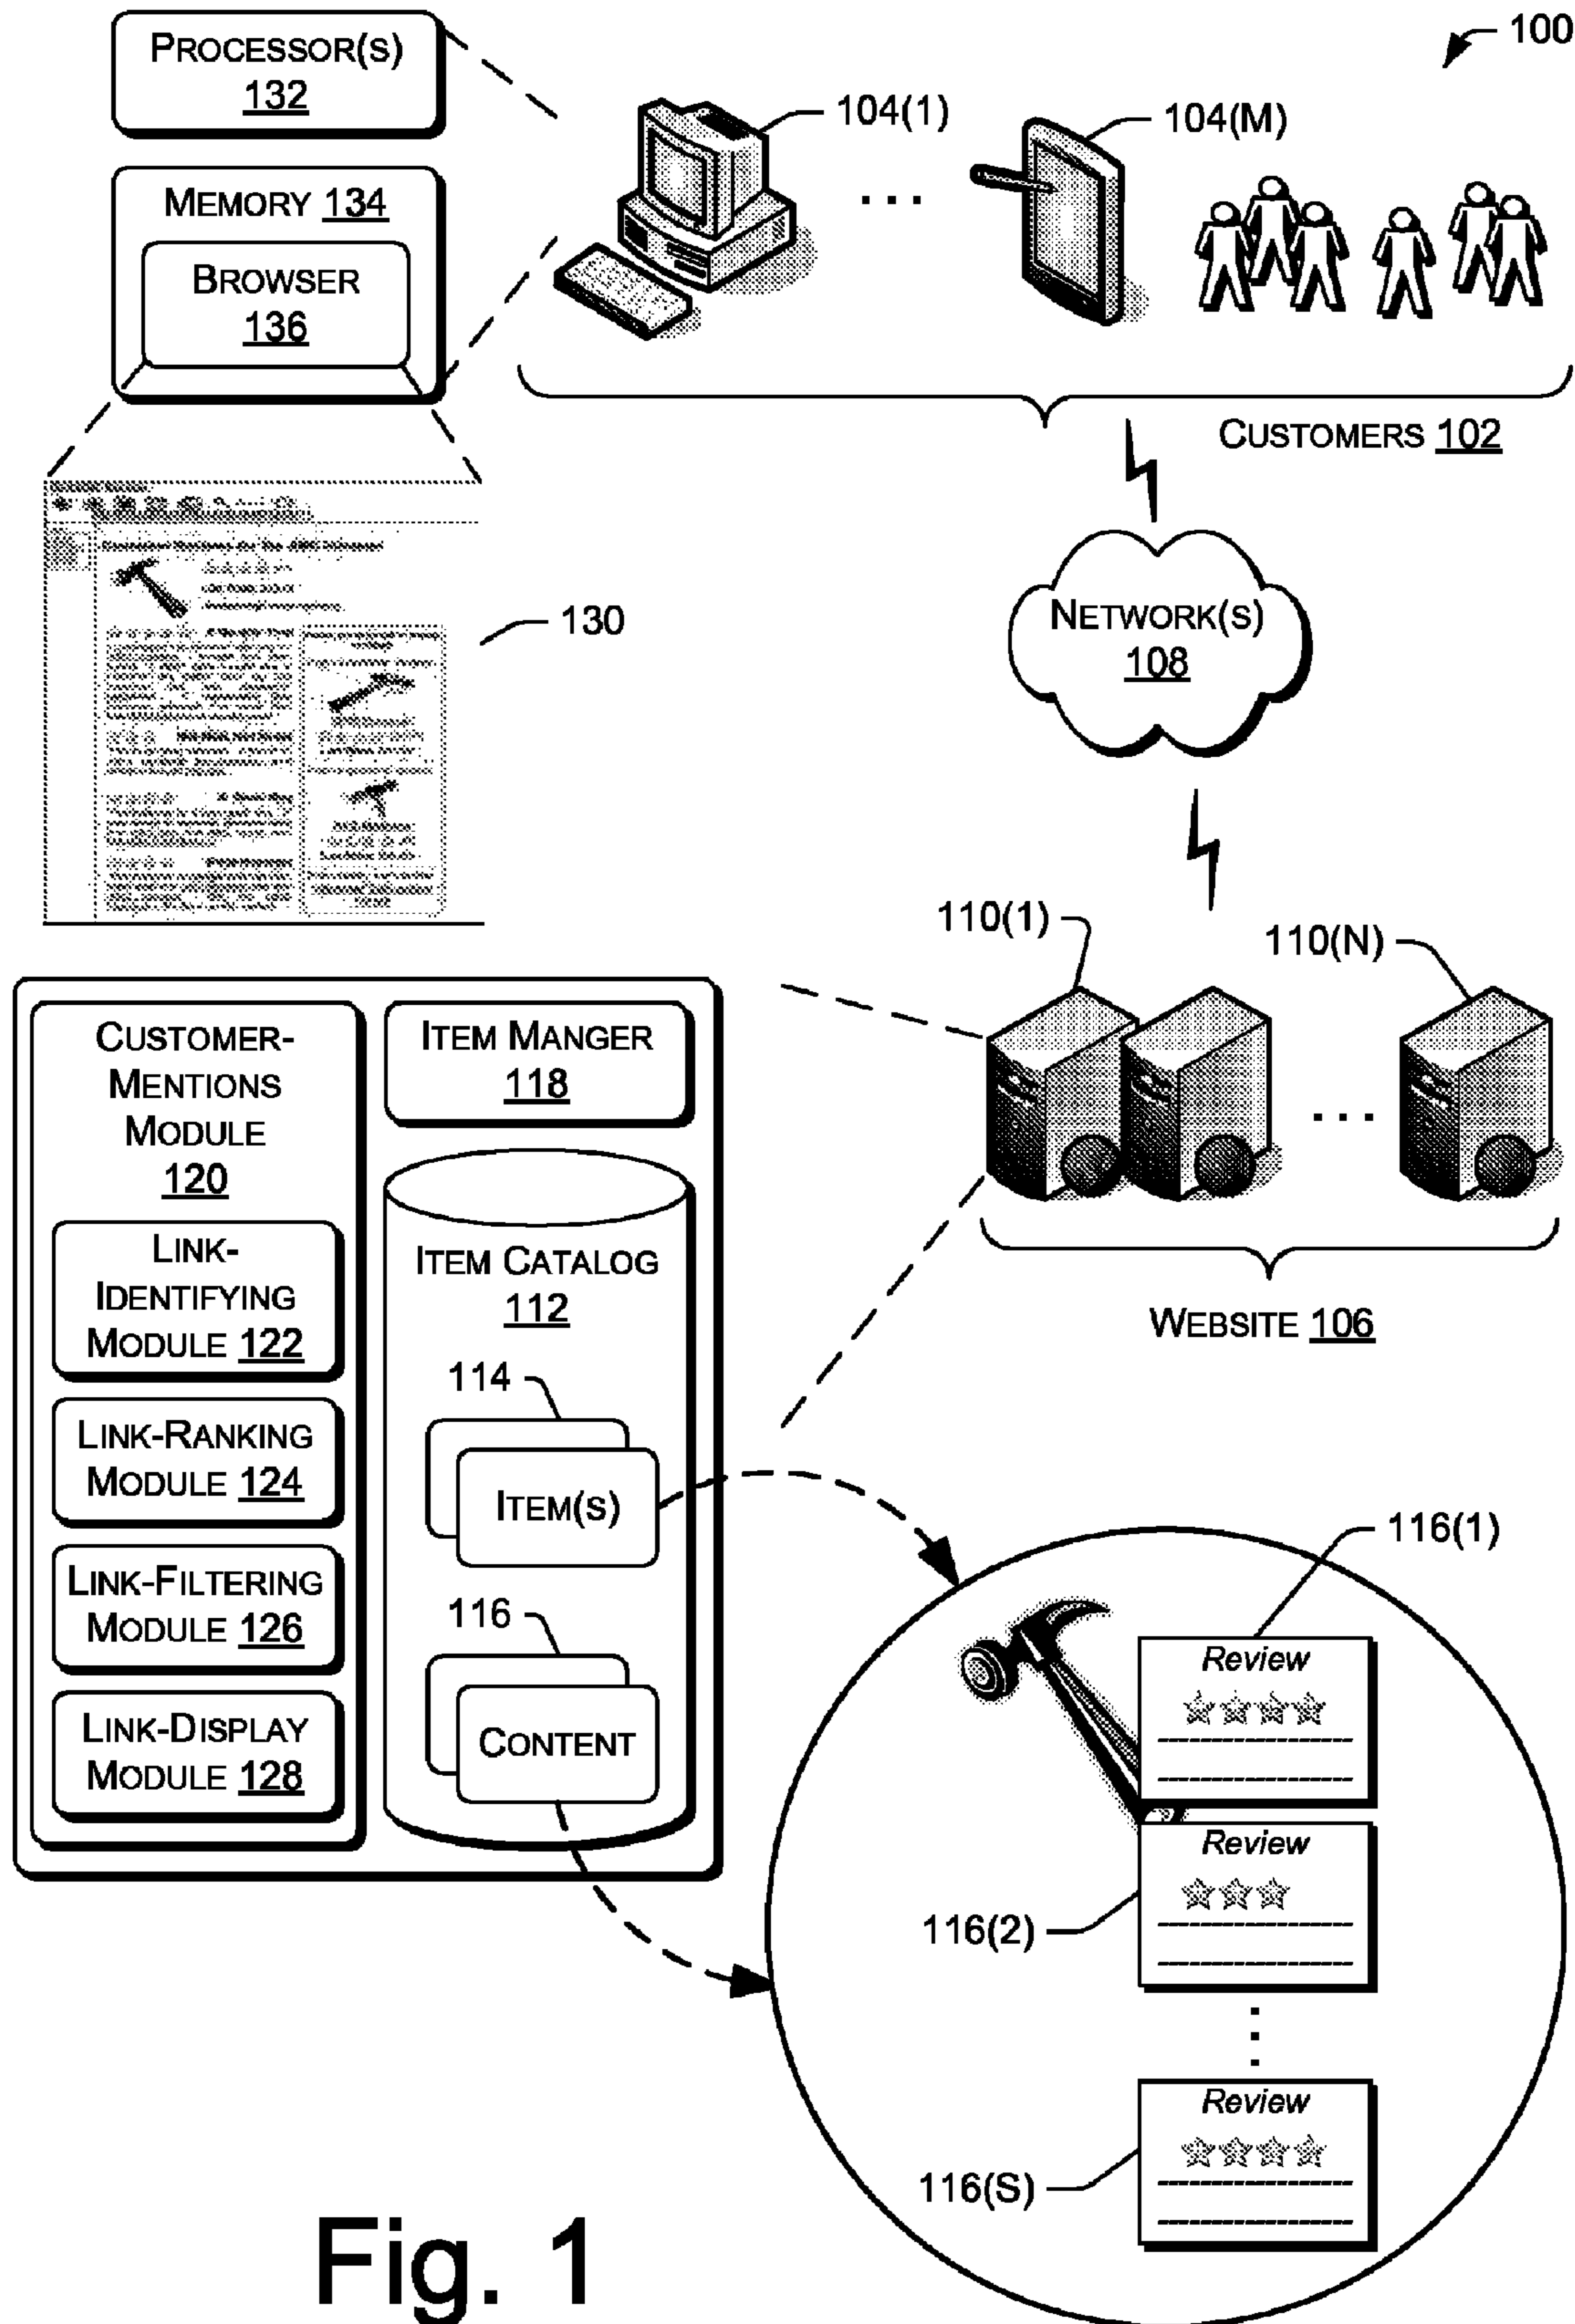 100
PROCESSOR(S)
132
MEMORY 134
BROWSER
136
104(1)
...
104(M)
CUSTOMERS 102
NETWORK(S)
108
130
110(1)
110(N)
...
WEBSITE 106
CUSTOMER-
MENTIONS
MODULE
120
LINK-
IDENTIFYING
MODULE 122
LINK-RANKING
MODULE 124
LINK-FILTERING
MODULE 126
LINK-DISPLAY
MODULE 128
ITEM MANGER
118
ITEM CATALOG
112
114
ITEM(S)
116
CONTENT
116(1)
Review
Review
116(2)
Review
116(S)
Fig. 1